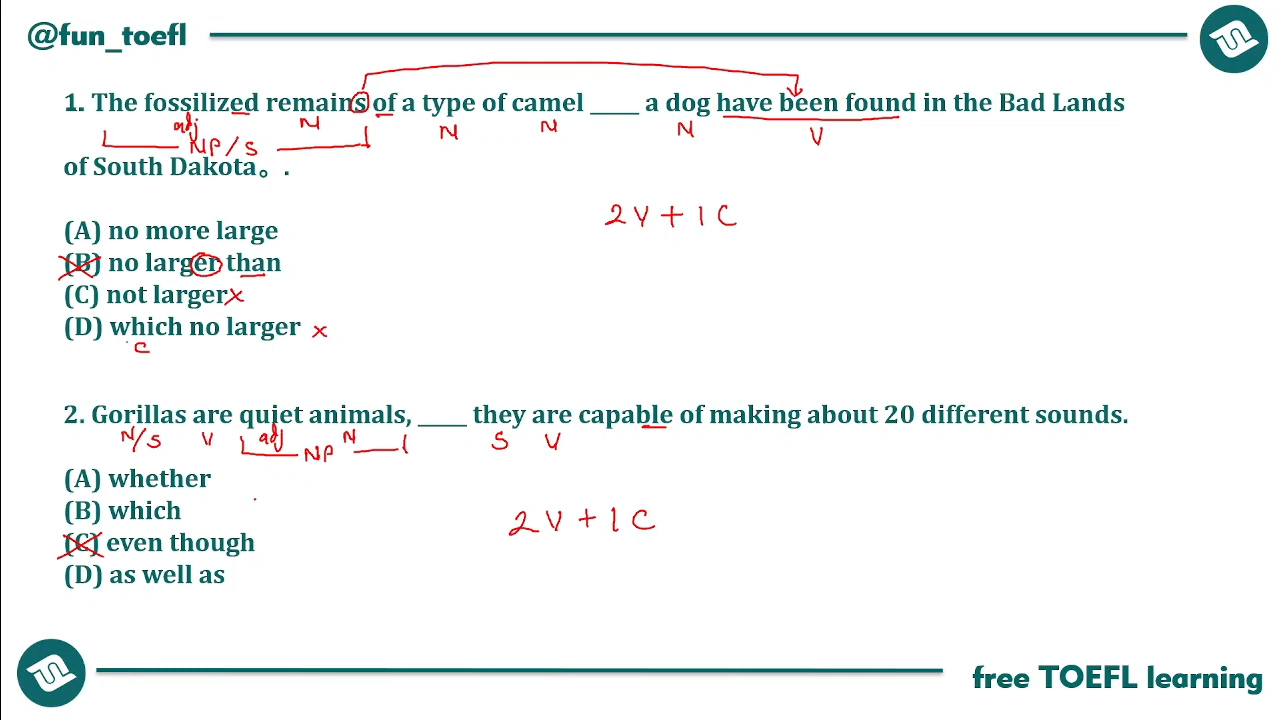 @fun_toefl
1. The fossilized remains of a type of camel ____ a dog have been found in the Bad Lands
adj N N N N V
NP/S
of South Dakota。.
2V + 1C
(A) no more large
(B) no larger than
(C) not larger x
(D) which no larger x
C
2. Gorillas are quiet animals, ____ they are capable of making about 20 different sounds.
N/S V adj N S V
NP
(A) whether
(B) which
2V + 1C
(C) even though
(D) as well as
free TOEFL learning